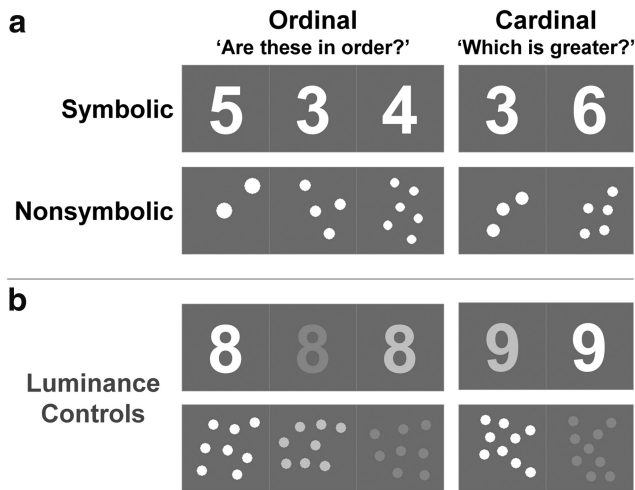 a
Ordinal
'Are these in order?'
Cardinal
'Which is greater?'
Symbolic
5 3 4
3 6
Nonsymbolic
b
Luminance
Controls
8 8 8
9 9